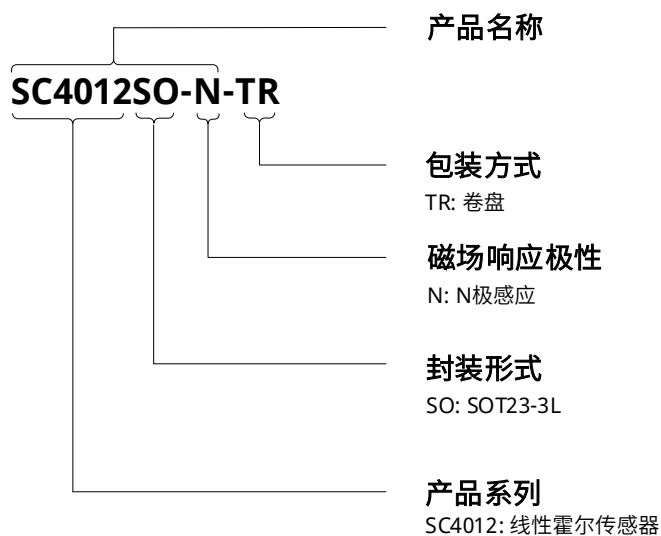 产品名称
SC4012SO-N-TR
包装方式
TR: 卷盘
磁场响应极性
N: N极感应
封装形式
SO: SOT23-3L
产品系列
SC4012: 线性霍尔传感器